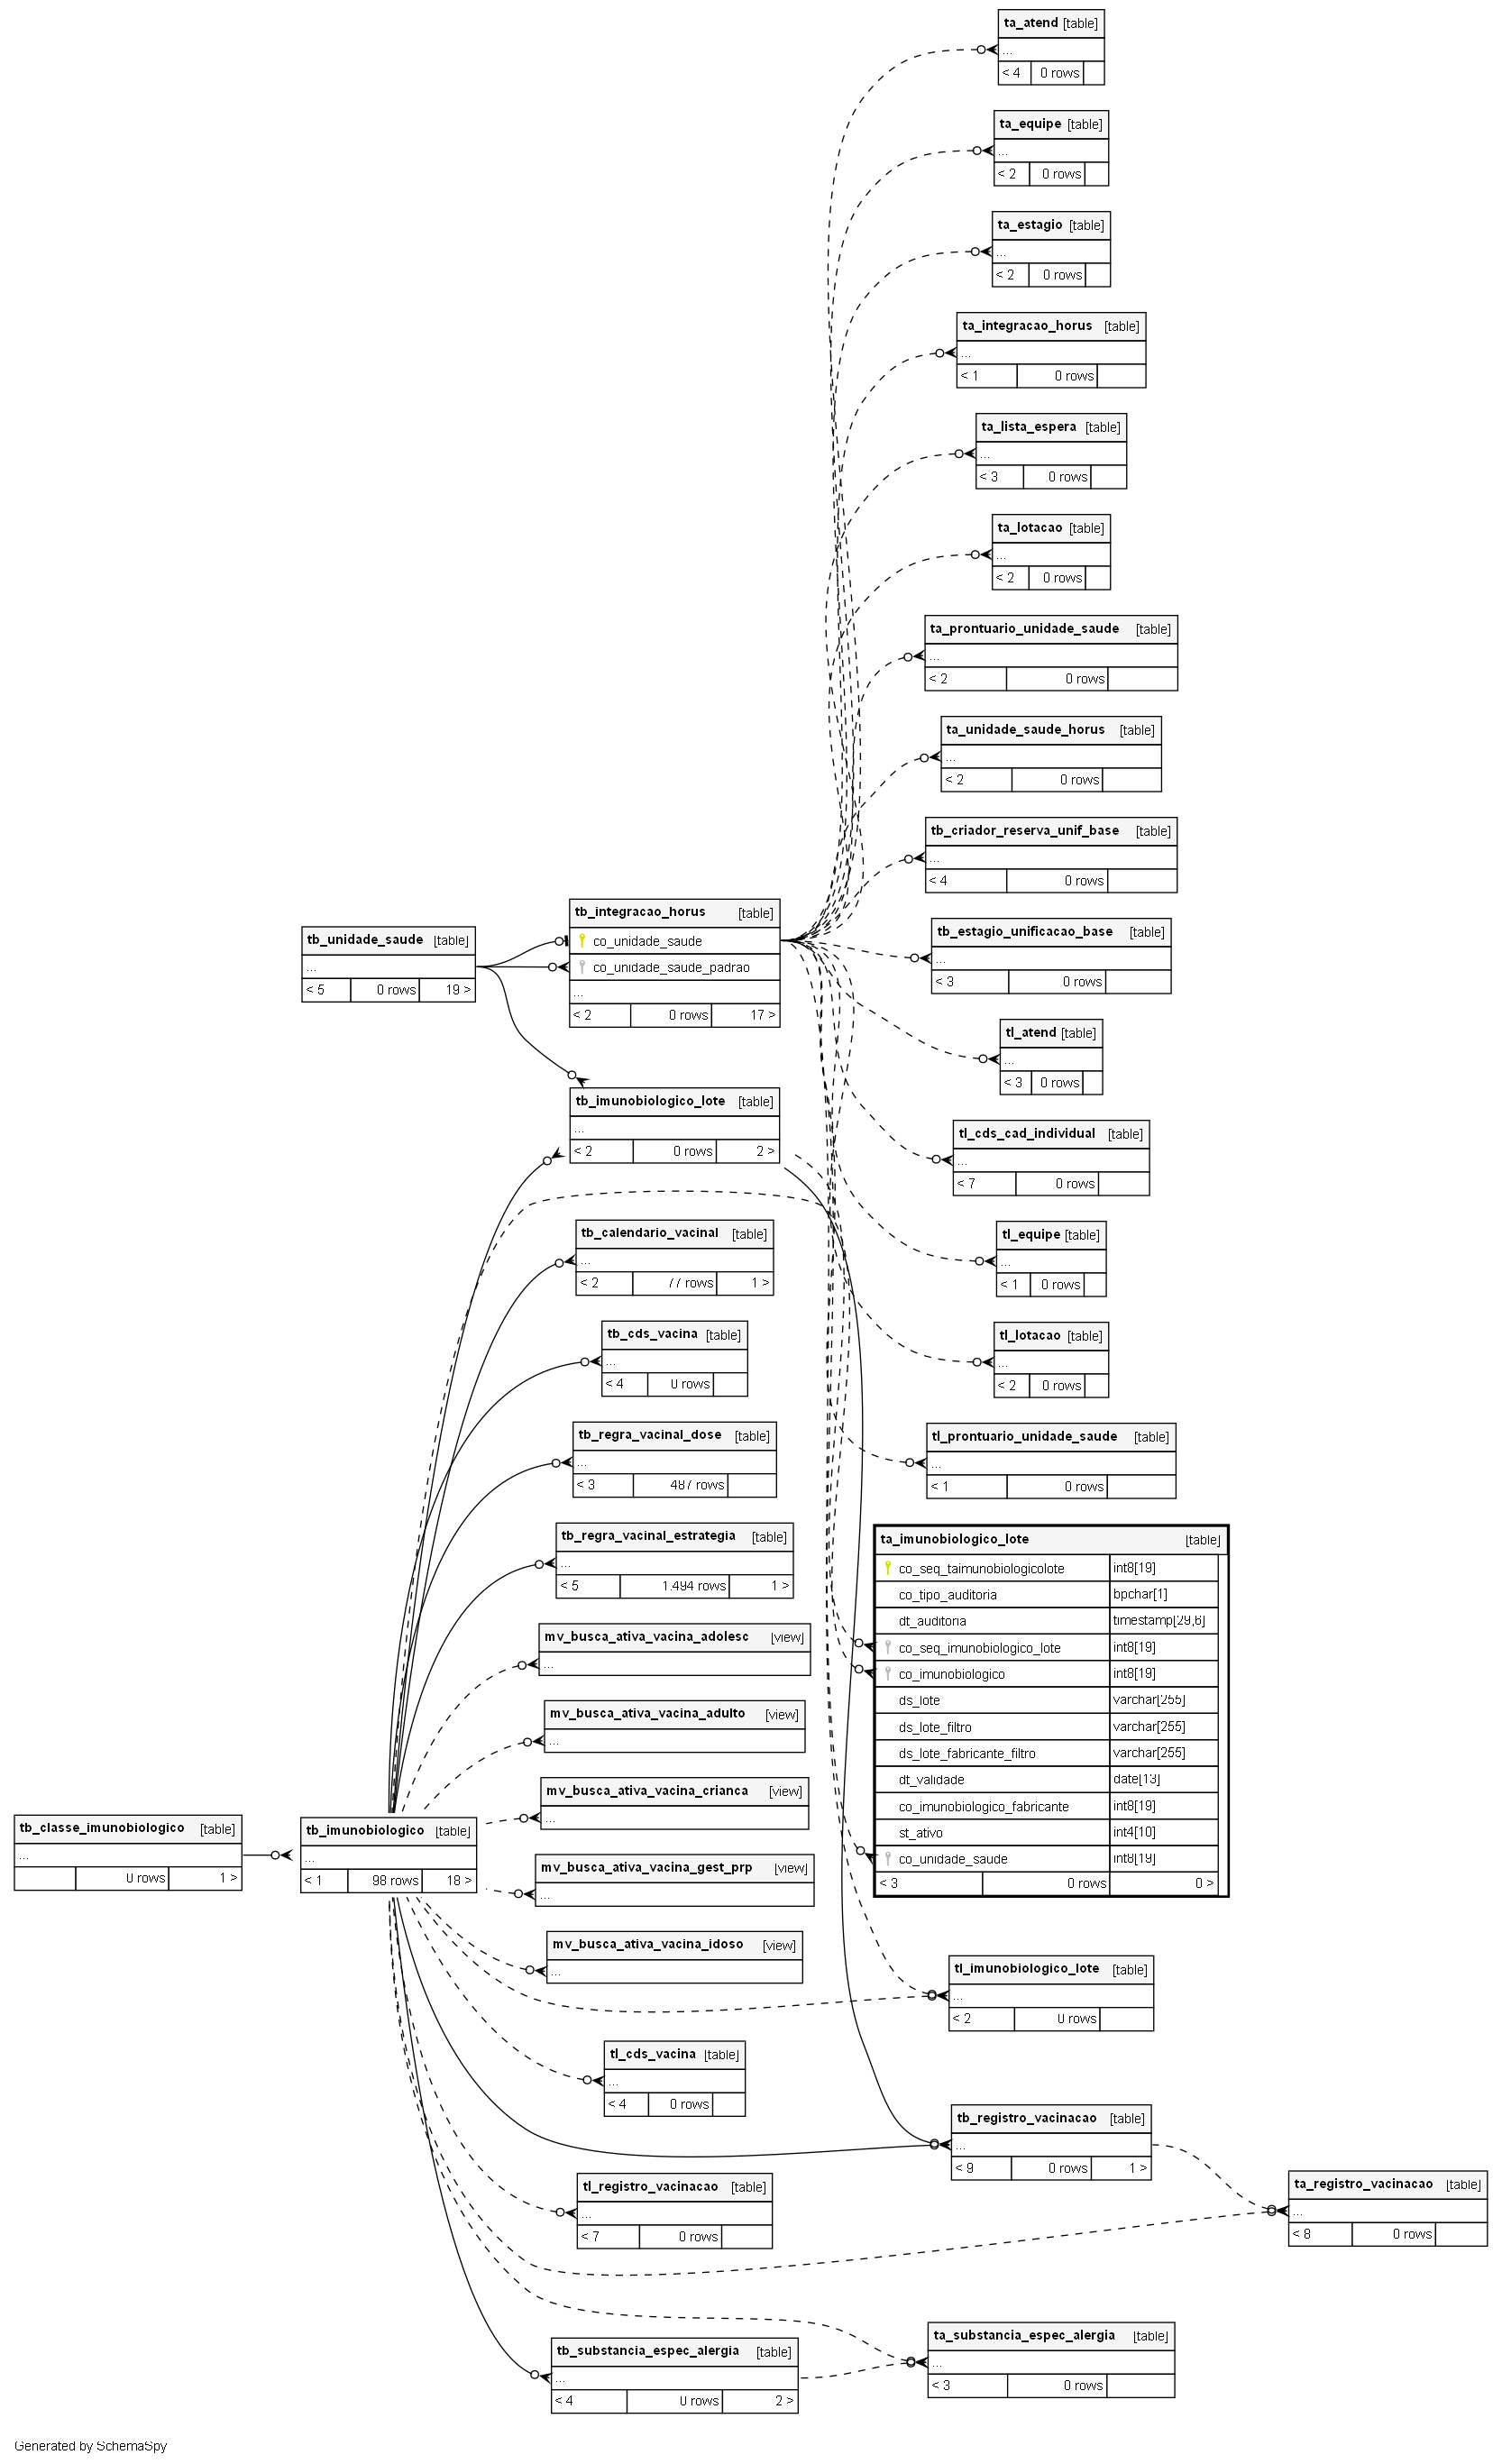 ta_atend [table]
...
< 4 0 rows
ta_equipe [table]
...
< 2 0 rows
ta_estagio [table]
...
< 2 0 rows
ta_integracao_horus [table]
...
< 1 0 rows
ta_lista_espera [table]
...
< 3 0 rows
ta_lotacao [table]
...
< 2 0 rows
ta_prontuario_unidade_saude [table]
...
< 2 0 rows
ta_unidade_saude_horus [table]
...
< 2 0 rows
tb_criador_reserva_unif_base [table]
...
< 4 0 rows
tb_integracao_horus [table]
co_unidade_saude
co_unidade_saude_padrao
...
< 2 0 rows 17 >
tb_unidade_saude [table]
...
< 5 0 rows 19 >
tb_estagio_unificacao_base [table]
...
< 3 0 rows
tl_atend [table]
...
< 3 0 rows
tb_imunobiologico_lote [table]
...
< 2 0 rows 2 >
tl_cds_cad_individual [table]
...
< 7 0 rows
tb_calendario_vacinal [table]
...
< 2 77 rows 1 >
tl_equipe [table]
...
< 1 0 rows
tb_cds_vacina [table]
...
< 4 0 rows
tl_lotacao [table]
...
< 2 0 rows
tb_regra_vacinal_dose [table]
...
< 3 487 rows
tl_prontuario_unidade_saude [table]
...
< 1 0 rows
tb_regra_vacinal_estrategia [table]
...
< 5 1.494 rows 1 >
ta_imunobiologico_lote [table]
co_seq_taimunobiologicolote int8[19]
co_tipo_auditoria bpchar[1]
dt_auditoria timestamp[29,6]
co_seq_imunobiologico_lote int8[19]
co_imunobiologico int8[19]
ds_lote varchar[255]
ds_lote_filtro varchar[255]
ds_lote_fabricante_filtro varchar[255]
dt_validade date[13]
co_imunobiologico_fabricante int8[19]
st_ativo int4[10]
co_unidade_saude int8[19]
< 3 0 rows 0 >
mv_busca_ativa_vacina_adolesc [view]
...
mv_busca_ativa_vacina_adulto [view]
...
mv_busca_ativa_vacina_crianca [view]
...
tb_classe_imunobiologico [table]
...
0 rows 1 >
tb_imunobiologico [table]
...
< 1 98 rows 18 >
mv_busca_ativa_vacina_gest_prp [view]
...
mv_busca_ativa_vacina_idoso [view]
...
tl_imunobiologico_lote [table]
...
< 2 0 rows
tl_cds_vacina [table]
...
< 4 0 rows
tb_registro_vacinacao [table]
...
< 9 0 rows 1 >
tl_registro_vacinacao [table]
...
< 7 0 rows
ta_registro_vacinacao [table]
...
< 8 0 rows
tb_substancia_espec_alergia [table]
...
< 4 0 rows 2 >
ta_substancia_espec_alergia [table]
...
< 3 0 rows
Generated by SchemaSpy